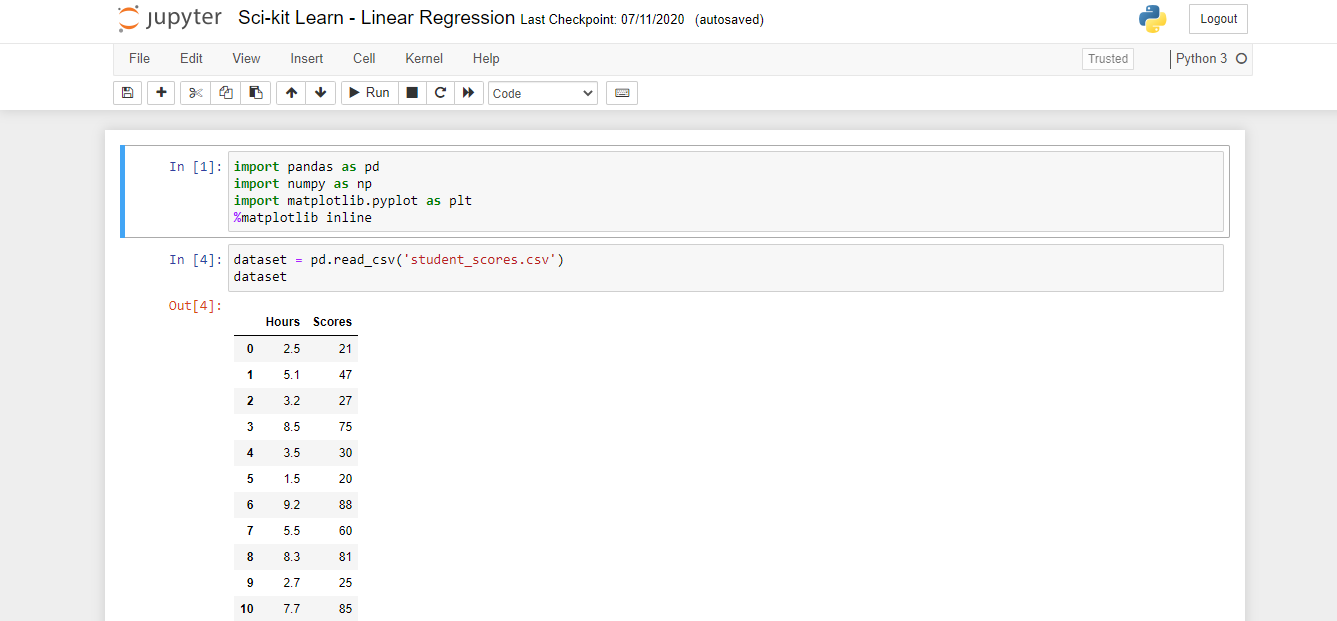 jupyter Sci-kit Learn - Linear Regression Last Checkpoint: 07/11/2020 (autosaved) Logout
File Edit View Insert Cell Kernel Help Trusted Python 3
Run Code
In [1]: import pandas as pd
import numpy as np
import matplotlib.pyplot as plt
%matplotlib inline
In [4]: dataset = pd.read_csv('student_scores.csv')
dataset
Out[4]:
Hours Scores
0 2.5 21
1 5.1 47
2 3.2 27
3 8.5 75
4 3.5 30
5 1.5 20
6 9.2 88
7 5.5 60
8 8.3 81
9 2.7 25
10 7.7 85